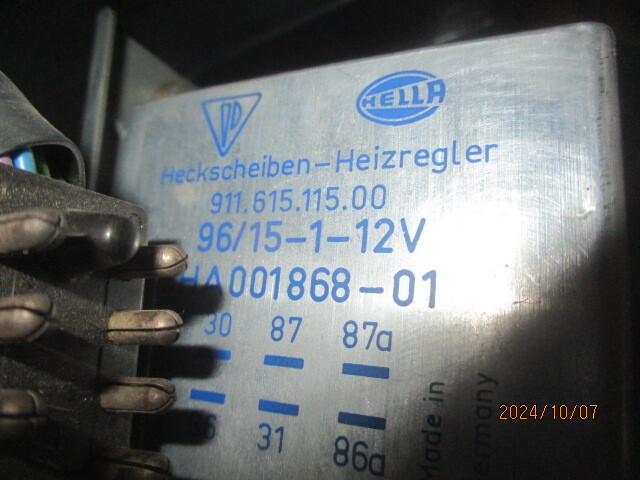 HELLA
Heckscheiben-Heizregler
911.615.115.00
96/15-1-12V
HA001868-01
30 87 87a
31 86a
Made in
2024/10/07